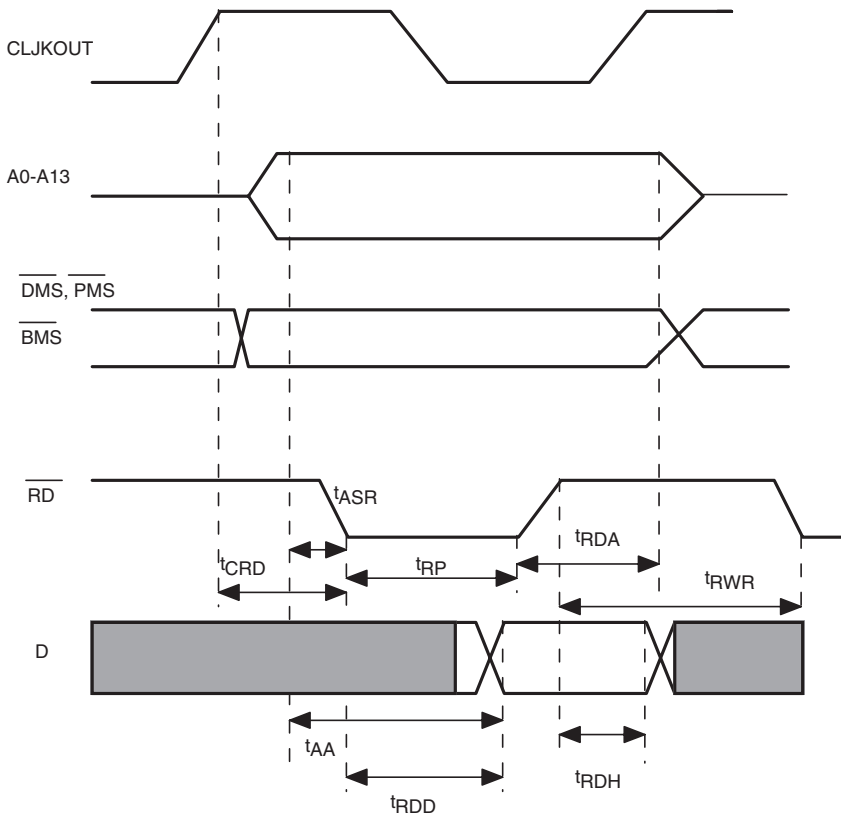 CLJKOUT
A0-A13
DMS, PMS
BMS
RD
tASR
tCRD
tRP
tRDA
tRWR
D
tAA
tRDD
tRDH